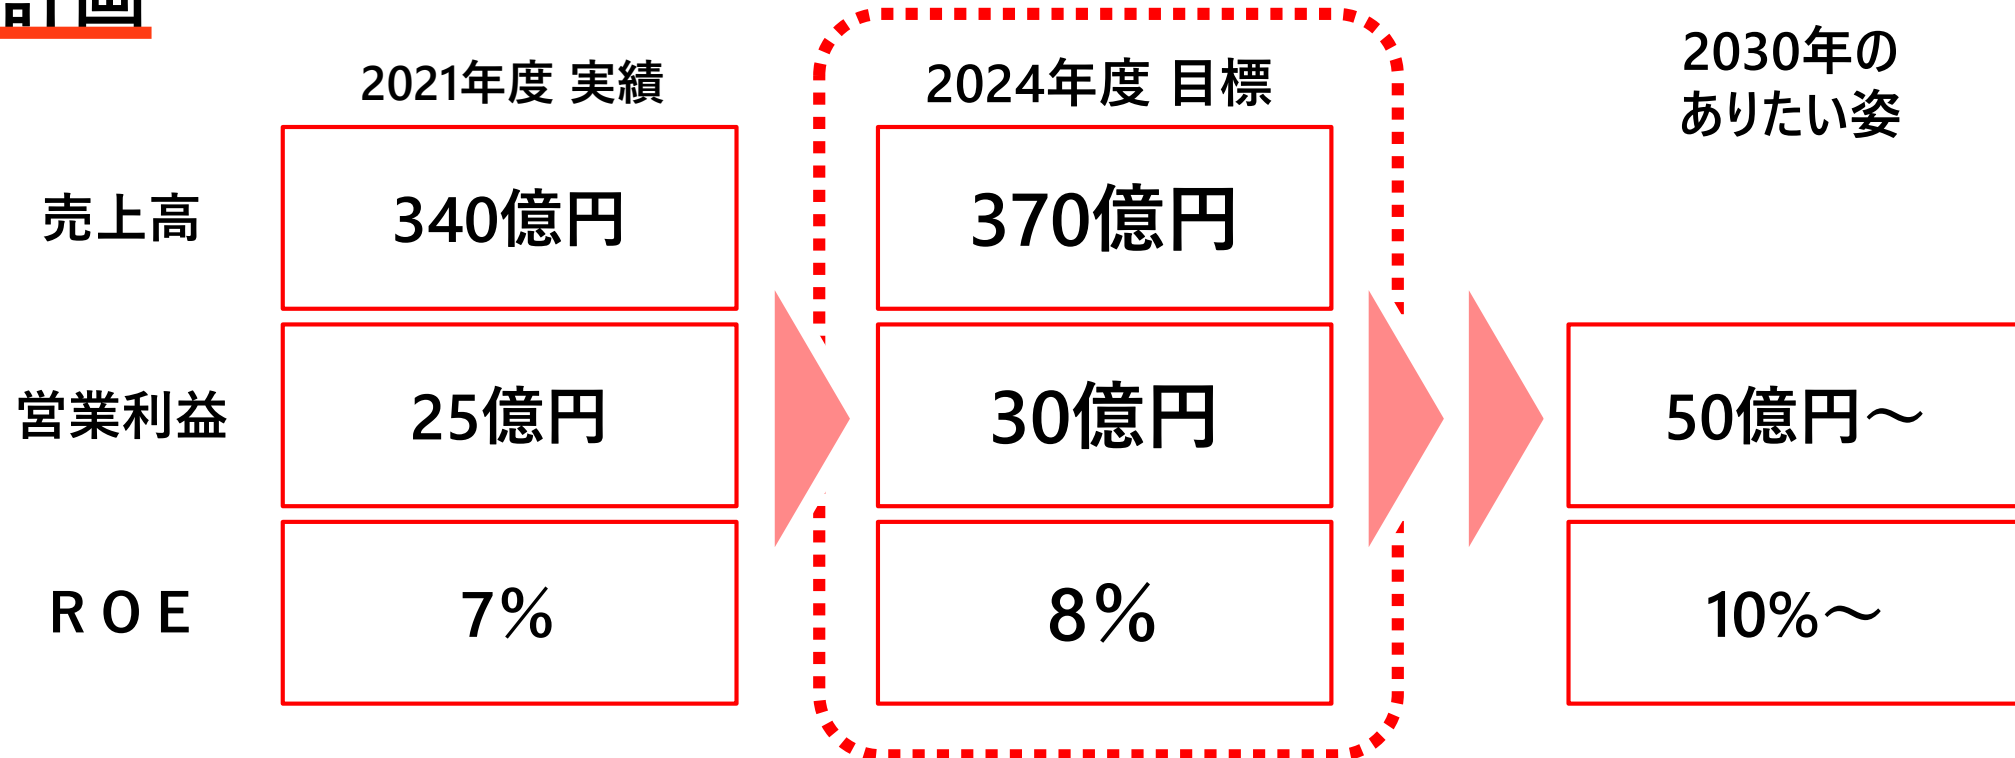 計画
2021年度 実績
2024年度 目標
2030年の
ありたい姿
売上高
340億円
370億円
営業利益
25億円
30億円
50億円～
ＲＯＥ
7％
8％
10%～